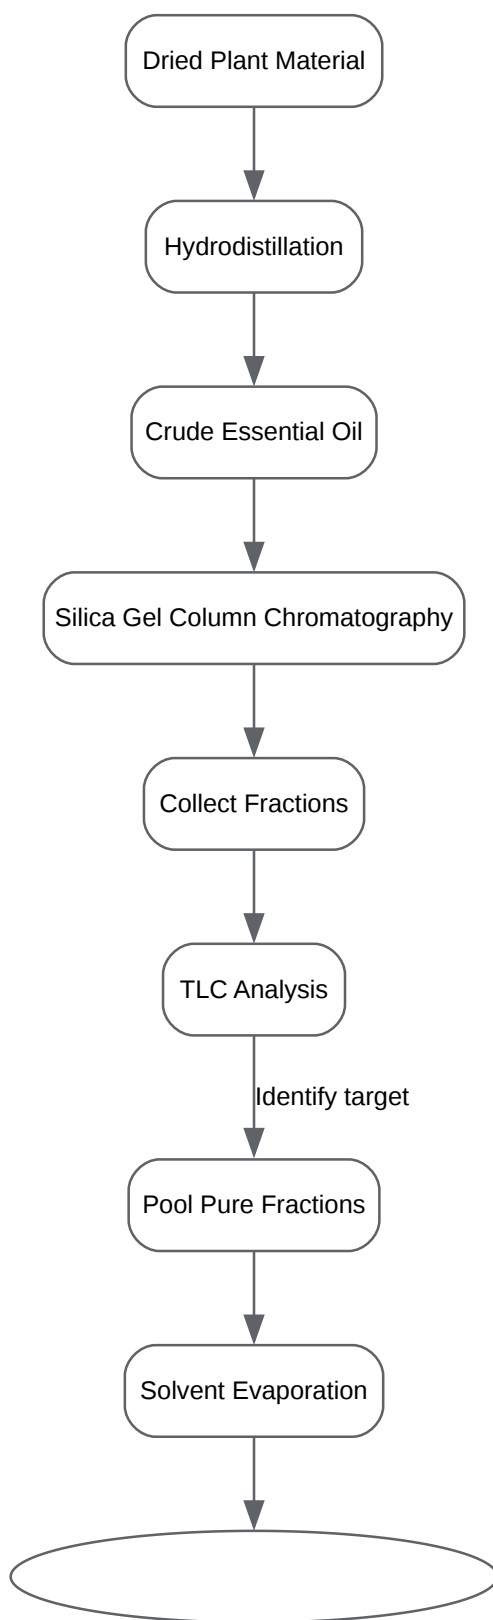 Dried Plant Material
Hydrodistillation
Crude Essential Oil
Silica Gel Column Chromatography
Collect Fractions
TLC Analysis
Identify target
Pool Pure Fractions
Solvent Evaporation